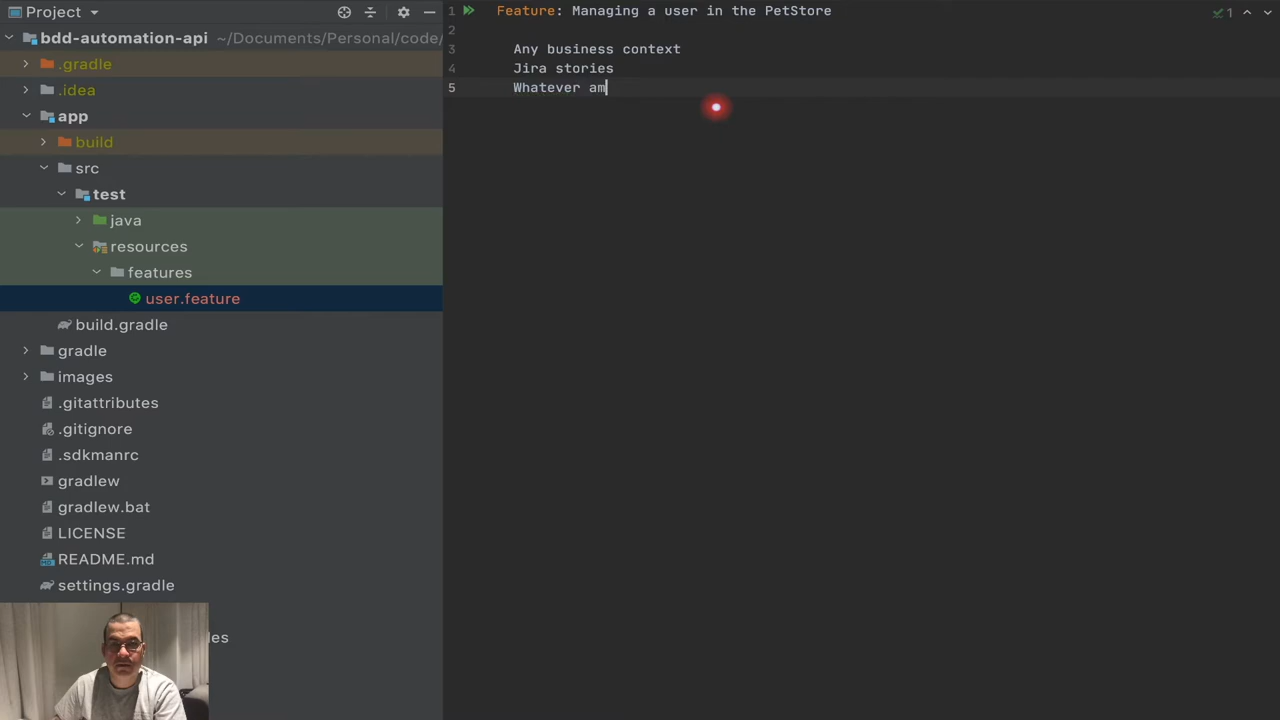 Project
bdd-automation-api ~/Documents/Personal/code/
.gradle
.idea
app
build
src
test
java
resources
features
user.feature
build.gradle
gradle
images
.gitattributes
.gitignore
.sdkmanrc
gradlew
gradlew.bat
LICENSE
README.md
settings.gradle
les
1 Feature: Managing a user in the PetStore
2
3 Any business context
4 Jira stories
5 Whatever am
1